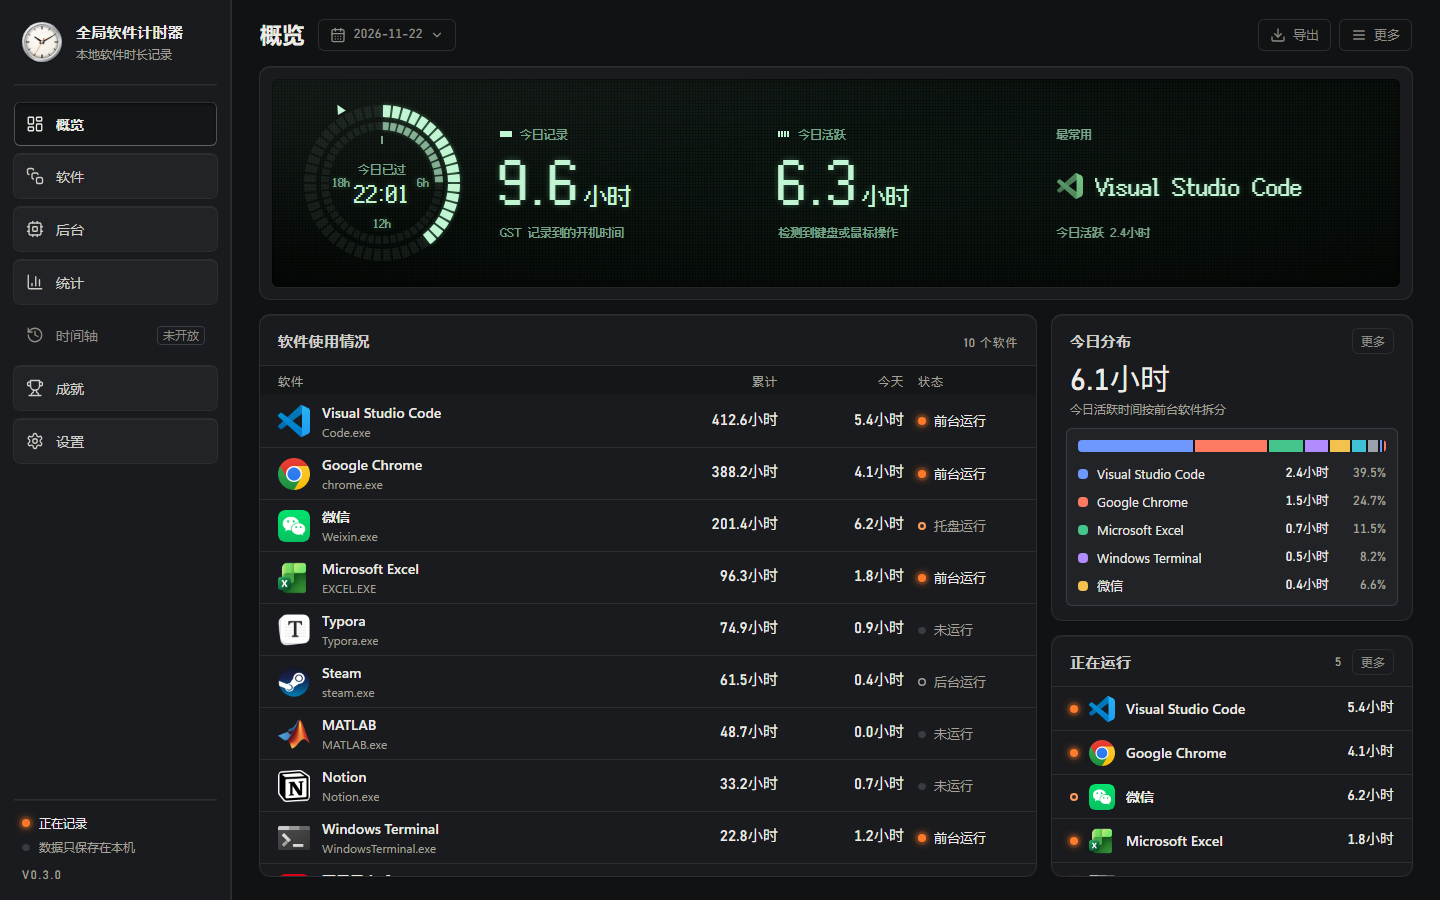 全局软件计时器
本地软件时长记录
概览
软件
后台
统计
时间轴 未开放
成就
设置
正在记录
数据只保存在本机
V0.3.0
概览 2026-11-22
导出 更多
今日已过
18h 22:01 6h
12h
今日记录
9.6小时
GST 记录到的开机时间
今日活跃
6.3小时
检测到键盘或鼠标操作
最常用
Visual Studio Code
今日活跃 2.4小时
软件使用情况 10 个软件
软件 累计 今天 状态
Visual Studio Code
Code.exe
412.6小时 5.4小时 前台运行
Google Chrome
chrome.exe
388.2小时 4.1小时 前台运行
微信
Weixin.exe
201.4小时 6.2小时 托盘运行
Microsoft Excel
EXCEL.EXE
96.3小时 1.8小时 前台运行
T
Typora
Typora.exe
74.9小时 0.9小时 未运行
Steam
steam.exe
61.5小时 0.4小时 后台运行
MATLAB
MATLAB.exe
48.7小时 0.0小时 未运行
Notion
Notion.exe
33.2小时 0.7小时 未运行
Windows Terminal
WindowsTerminal.exe
22.8小时 1.2小时 前台运行
今日分布 更多
6.1小时
今日活跃时间按前台软件拆分
Visual Studio Code 2.4小时 39.5%
Google Chrome 1.5小时 24.7%
Microsoft Excel 0.7小时 11.5%
Windows Terminal 0.5小时 8.2%
微信 0.4小时 6.6%
正在运行 5 更多
Visual Studio Code 5.4小时
Google Chrome 4.1小时
微信 6.2小时
Microsoft Excel 1.8小时